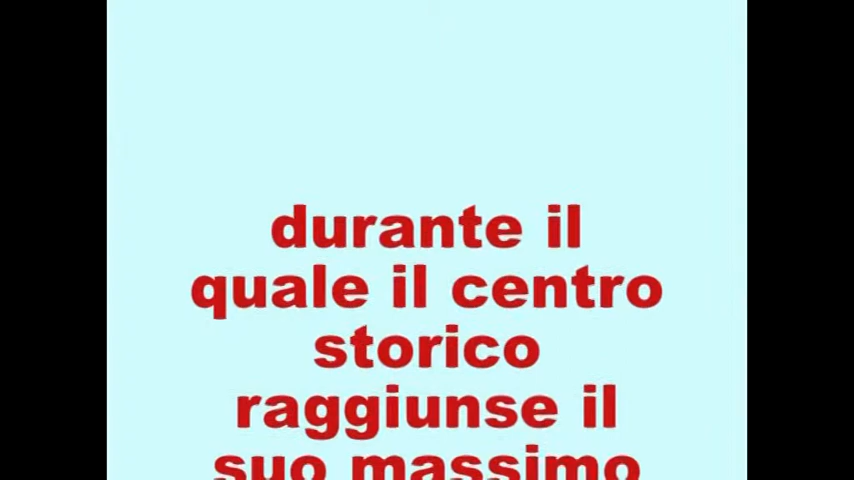 durante il
quale il centro
storico
raggiunse il
suo massimo